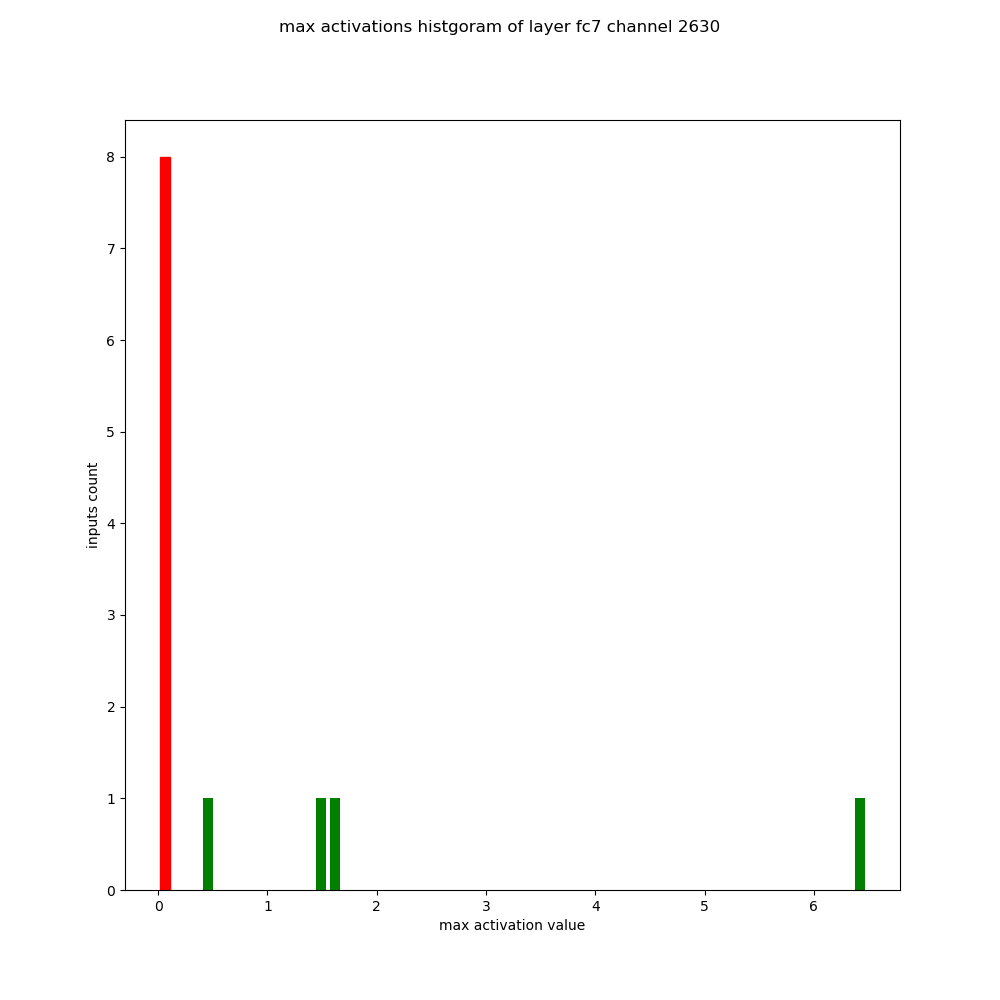 max activations histgoram of layer fc7 channel 2630
8
7
6
5
4
3
2
1
0
inputs count
0 1 2 3 4 5 6
max activation value